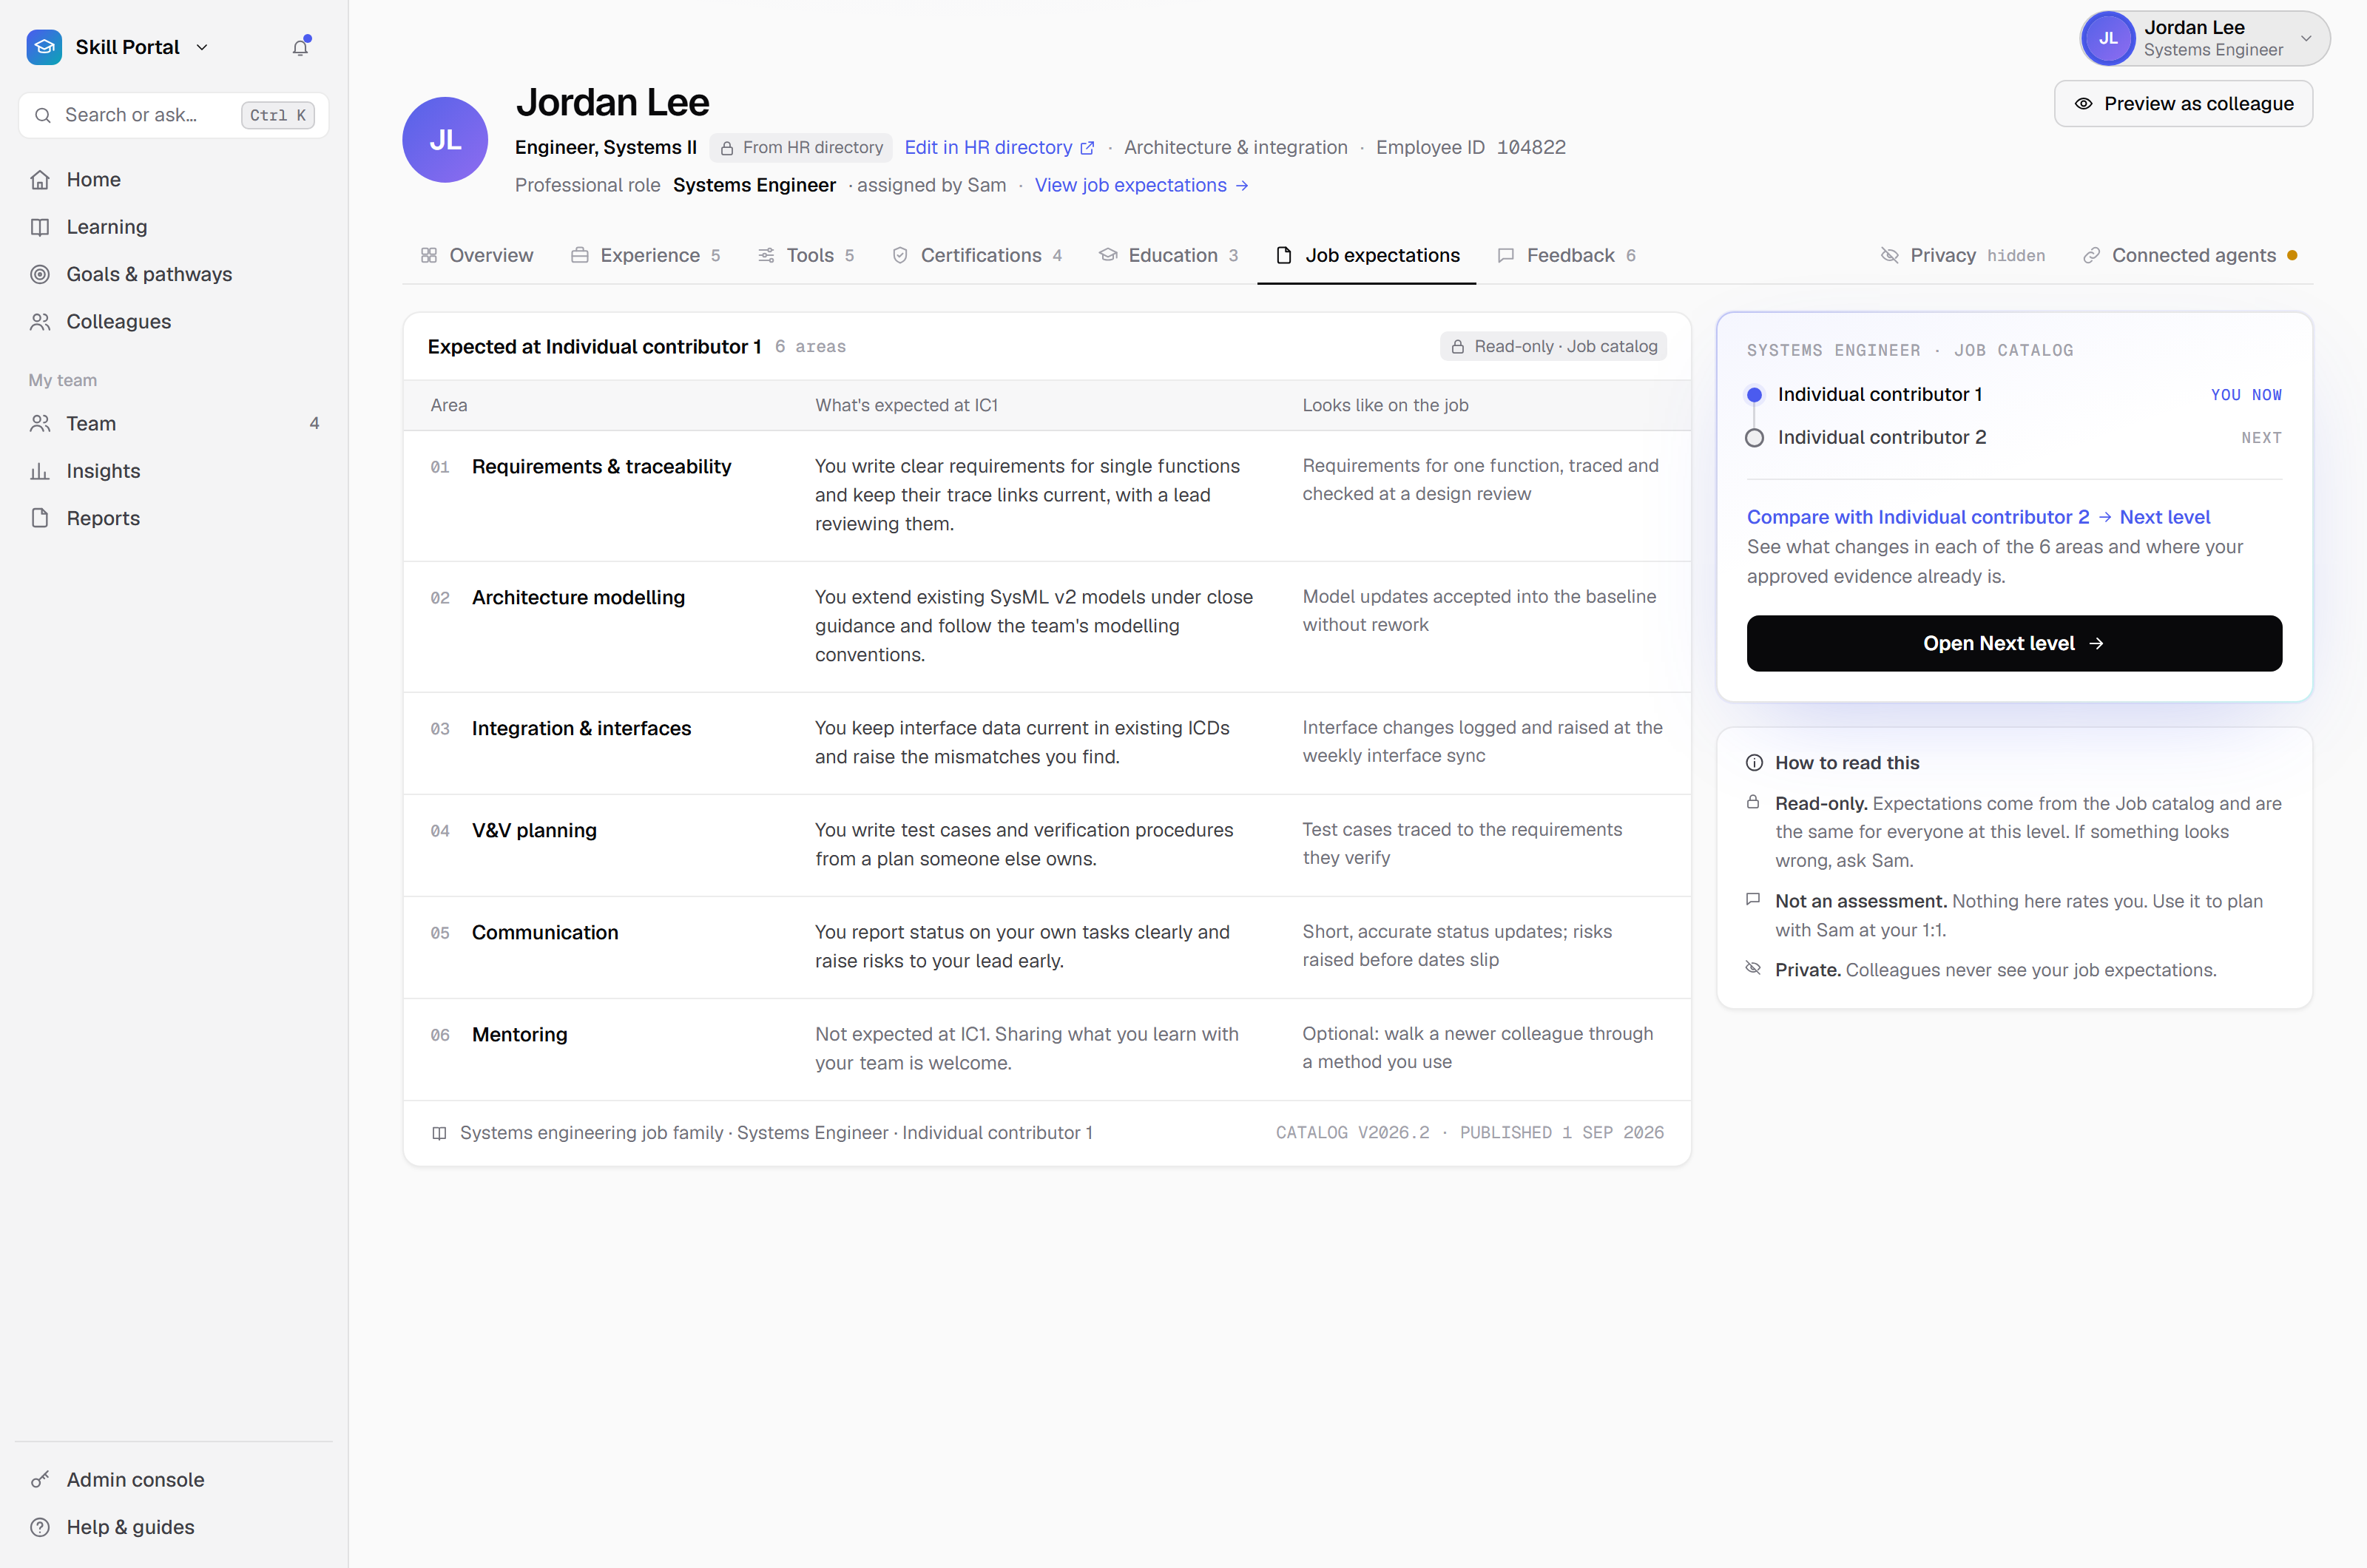 Skill Portal
Search or ask... Ctrl K
Home
Learning
Goals & pathways
Colleagues
My team
Team 4
Insights
Reports
Admin console
Help & guides
JL Jordan Lee
Systems Engineer
JL
Jordan Lee
Preview as colleague
Engineer, Systems II From HR directory Edit in HR directory · Architecture & integration · Employee ID 104822
Professional role Systems Engineer · assigned by Sam · View job expectations →
Overview Experience 5 Tools 5 Certifications 4 Education 3 Job expectations Feedback 6 Privacy hidden Connected agents
Expected at Individual contributor 1 6 areas Read-only · Job catalog
Area What's expected at IC1 Looks like on the job
01 Requirements & traceability
You write clear requirements for single functions
and keep their trace links current, with a lead
reviewing them.
Requirements for one function, traced and
checked at a design review
02 Architecture modelling
You extend existing SysML v2 models under close
guidance and follow the team's modelling
conventions.
Model updates accepted into the baseline
without rework
03 Integration & interfaces
You keep interface data current in existing ICDs
and raise the mismatches you find.
Interface changes logged and raised at the
weekly interface sync
04 V&V planning
You write test cases and verification procedures
from a plan someone else owns.
Test cases traced to the requirements
they verify
05 Communication
You report status on your own tasks clearly and
raise risks to your lead early.
Short, accurate status updates; risks
raised before dates slip
06 Mentoring
Not expected at IC1. Sharing what you learn with
your team is welcome.
Optional: walk a newer colleague through
a method you use
Systems engineering job family · Systems Engineer · Individual contributor 1
CATALOG V2026.2 · PUBLISHED 1 SEP 2026
SYSTEMS ENGINEER · JOB CATALOG
Individual contributor 1 YOU NOW
Individual contributor 2 NEXT
Compare with Individual contributor 2 → Next level
See what changes in each of the 6 areas and where your
approved evidence already is.
Open Next level →
How to read this
Read-only. Expectations come from the Job catalog and are
the same for everyone at this level. If something looks
wrong, ask Sam.
Not an assessment. Nothing here rates you. Use it to plan
with Sam at your 1:1.
Private. Colleagues never see your job expectations.